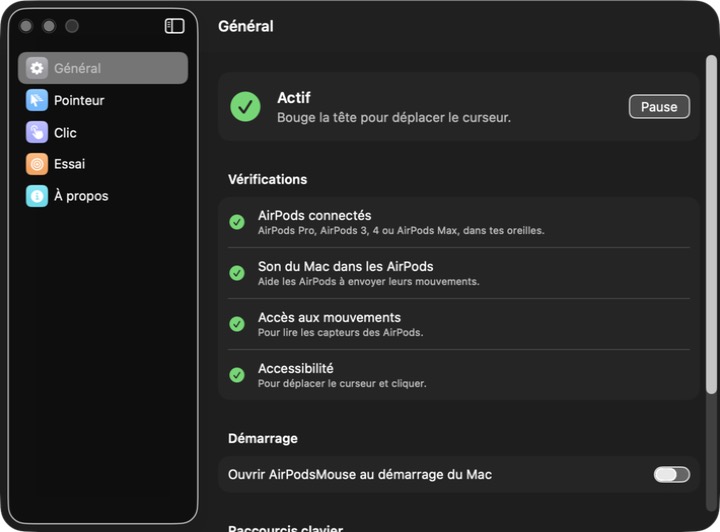 Général
Général
Pointeur
Clic
Essai
À propos
Actif
Bouge la tête pour déplacer le curseur.
Pause
Vérifications
AirPods connectés
AirPods Pro, AirPods 3, 4 ou AirPods Max, dans tes oreilles.
Son du Mac dans les AirPods
Aide les AirPods à envoyer leurs mouvements.
Accès aux mouvements
Pour lire les capteurs des AirPods.
Accessibilité
Pour déplacer le curseur et cliquer.
Démarrage
Ouvrir AirPodsMouse au démarrage du Mac
Raccourcis clavier